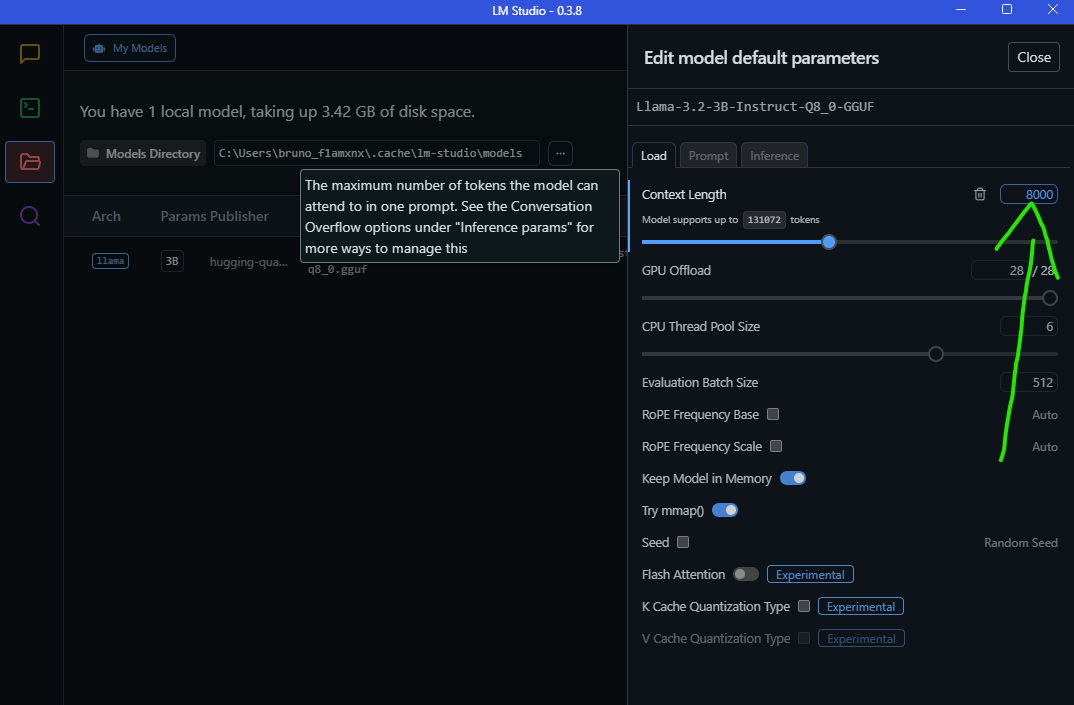 LM Studio - 0.3.8
My Models
You have 1 local model, taking up 3.42 GB of disk space.
Models Directory
C:\Users\bruno_f1amxnx\.cache\lm-studio\models
...
Arch
Params
Publisher
llama
3B
hugging-qua...
q8_0.gguf
The maximum number of tokens the model can
attend to in one prompt. See the Conversation
Overflow options under "Inference params" for
more ways to manage this
Edit model default parameters
Close
Llama-3.2-3B-Instruct-Q8_0-GGUF
Load
Prompt
Inference
Context Length
8000
Model supports up to 131072 tokens
GPU Offload
28 / 28
CPU Thread Pool Size
6
Evaluation Batch Size
512
RoPE Frequency Base
Auto
RoPE Frequency Scale
Auto
Keep Model in Memory
Try mmap()
Seed
Random Seed
Flash Attention
Experimental
K Cache Quantization Type
Experimental
V Cache Quantization Type
Experimental